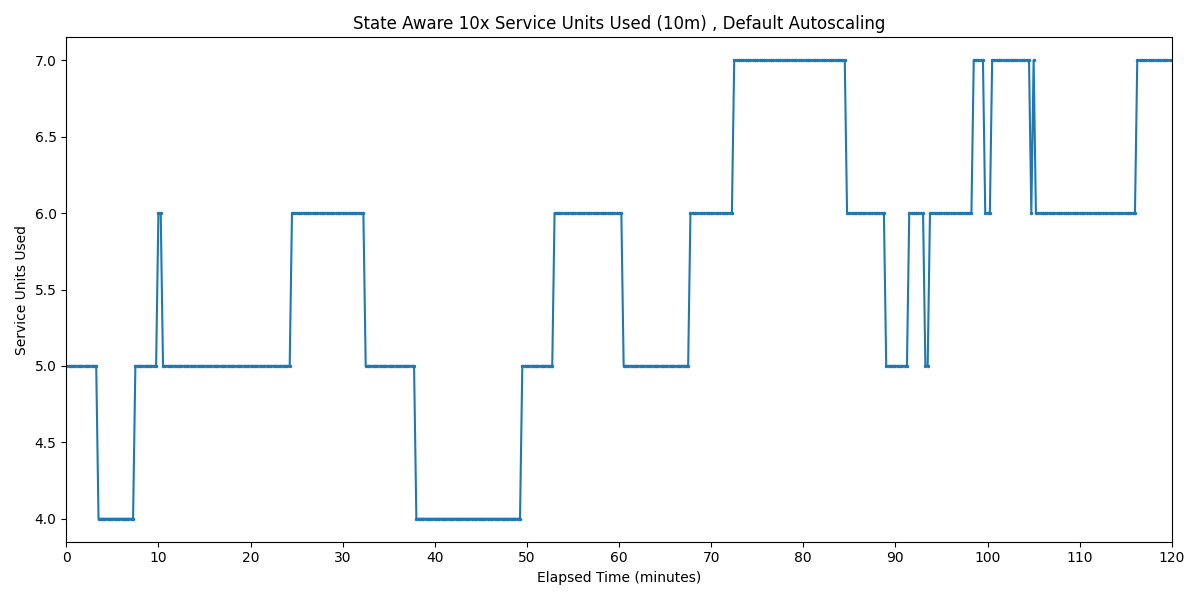 State Aware 10x Service Units Used (10m) , Default Autoscaling
7.0
6.5
6.0
5.5
5.0
4.5
4.0
Service Units Used
0 10 20 30 40 50 60 70 80 90 100 110 120
Elapsed Time (minutes)